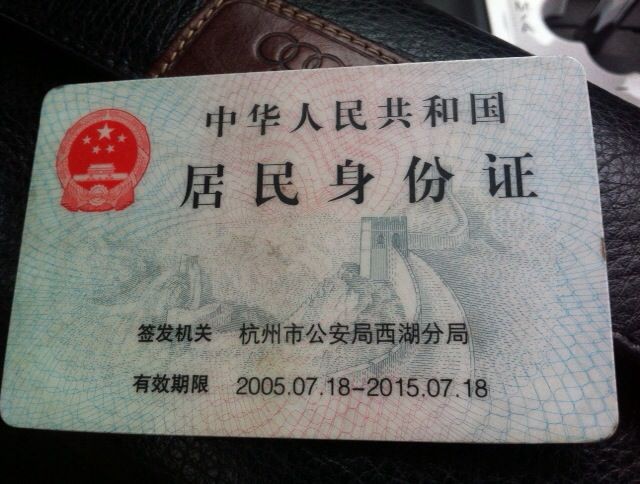 中华人民共和国
居民身份证
签发机关 杭州市公安局西湖分局
有效期限 2005.07.18-2015.07.18